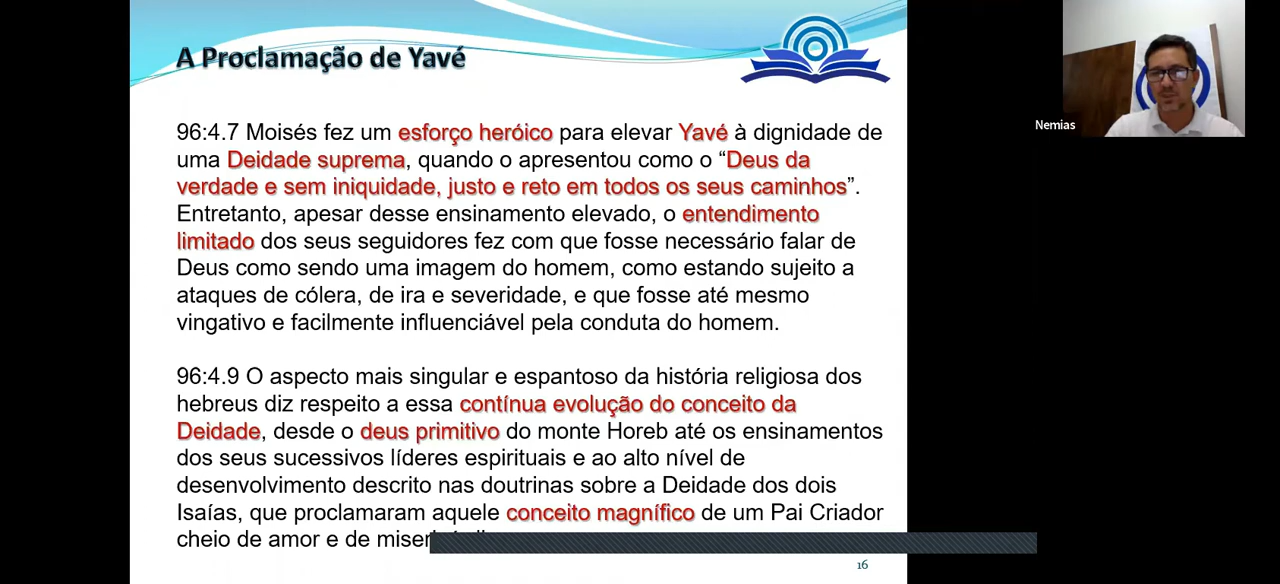 A Proclamação de Yavé
Nemias
96:4.7 Moisés fez um esforço heróico para elevar Yavé à dignidade de
uma Deidade suprema, quando o apresentou como o “Deus da
verdade e sem iniquidade, justo e reto em todos os seus caminhos”.
Entretanto, apesar desse ensinamento elevado, o entendimento
limitado dos seus seguidores fez com que fosse necessário falar de
Deus como sendo uma imagem do homem, como estando sujeito a
ataques de cólera, de ira e severidade, e que fosse até mesmo
vingativo e facilmente influenciável pela conduta do homem.
96:4.9 O aspecto mais singular e espantoso da história religiosa dos
hebreus diz respeito a essa contínua evolução do conceito da
Deidade, desde o deus primitivo do monte Horeb até os ensinamentos
dos seus sucessivos líderes espirituais e ao alto nível de
desenvolvimento descrito nas doutrinas sobre a Deidade dos dois
Isaías, que proclamaram aquele conceito magnífico de um Pai Criador
cheio de amor e de
16